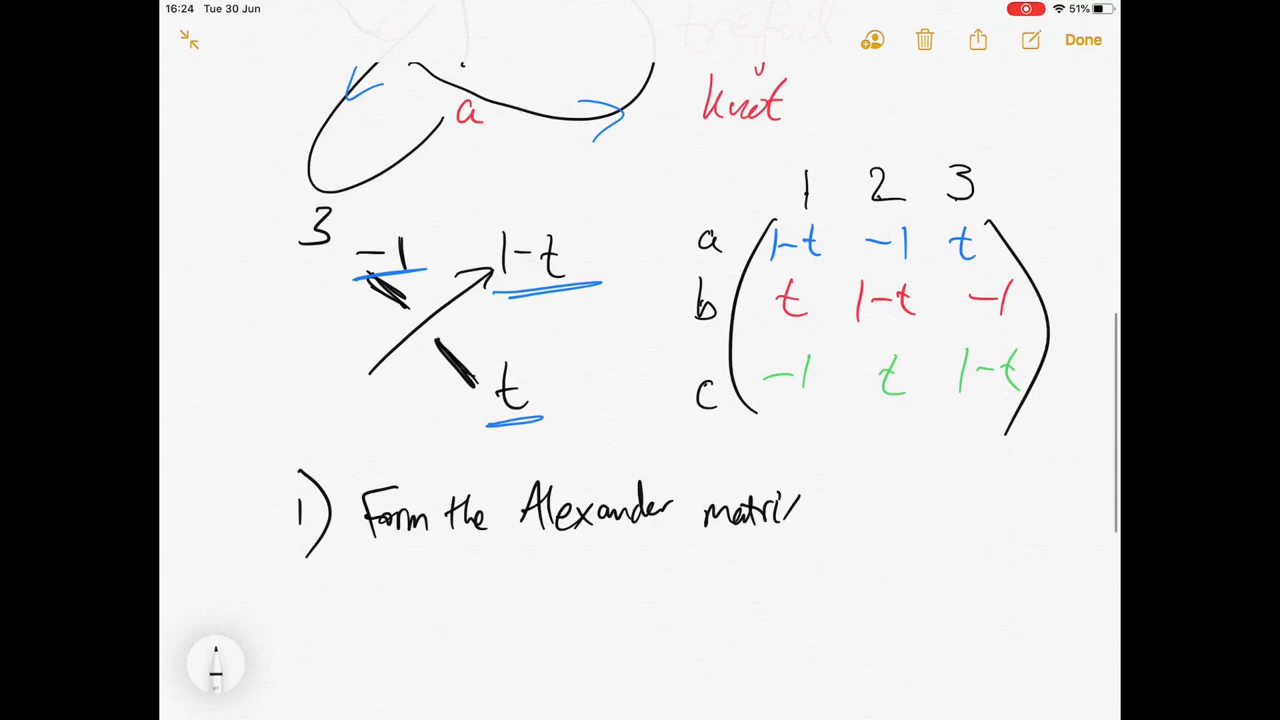 16:24 Tue 30 Jun 51%
Done
a
knot
3
-1 1-t
t
1 2 3
a 1-t -1 t
b t 1-t -1
c -1 t 1-t
1) Form the Alexander matrix